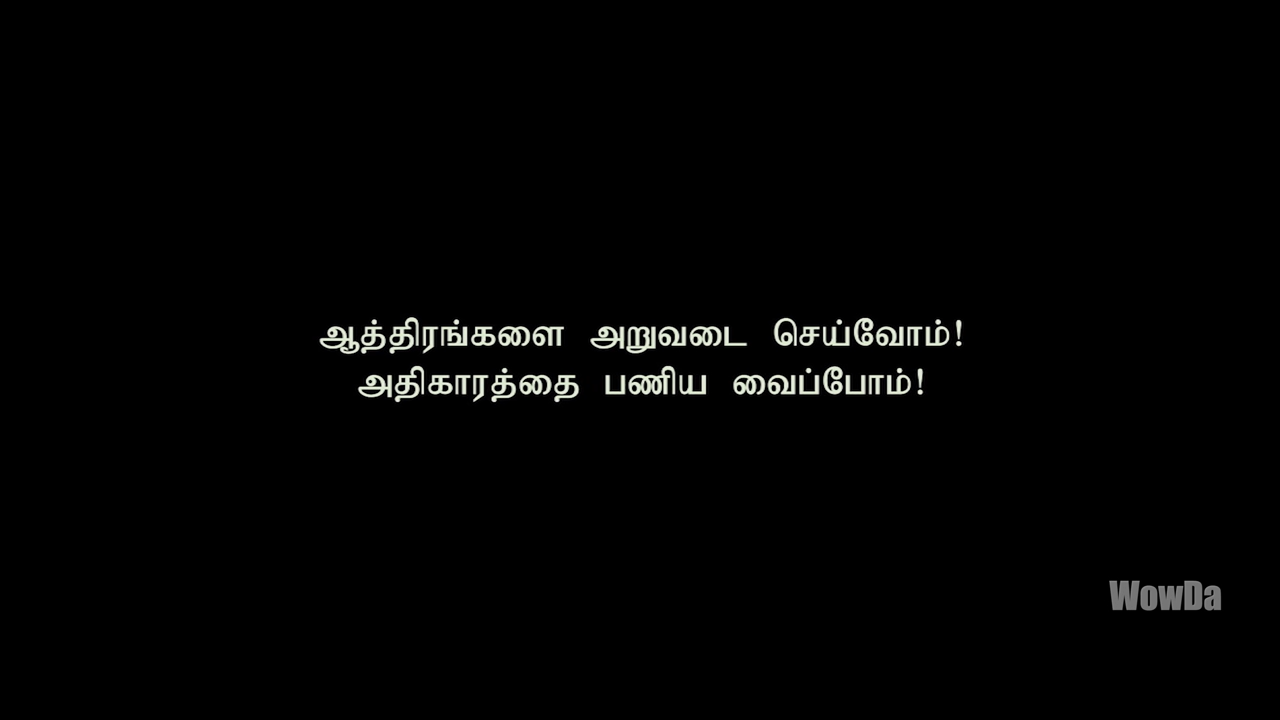 ஆத்திரங்களை அறுவடை செய்வோம்!
அதிகாரத்தை பணிய வைப்போம்!
WowDa